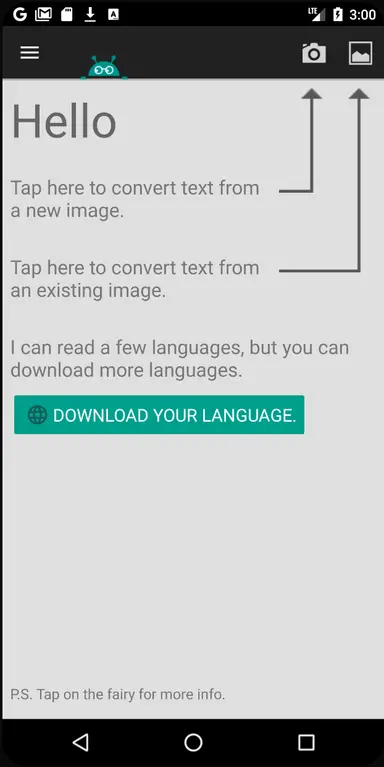 LTE 3:00
Hello
Tap here to convert text from
a new image.
Tap here to convert text from
an existing image.
I can read a few languages, but you can
download more languages.
DOWNLOAD YOUR LANGUAGE.
P.S. Tap on the fairy for more info.